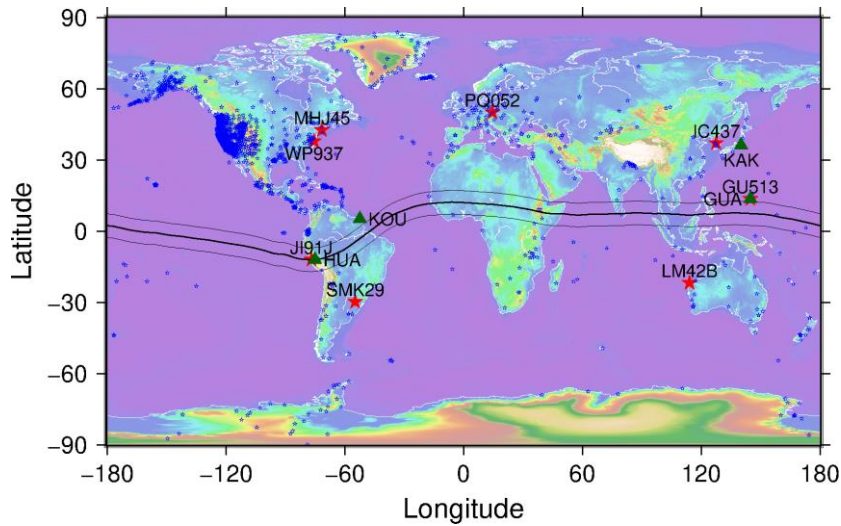 90
60
30
0
−30
−60
−90
Latitude
PQ052
MHJ45
WP937
IC437
KAK
GU513
GUA
KOU
JI91J
HUA
LM42B
SMK29
−180 −120 −60 0 60 120 180
Longitude